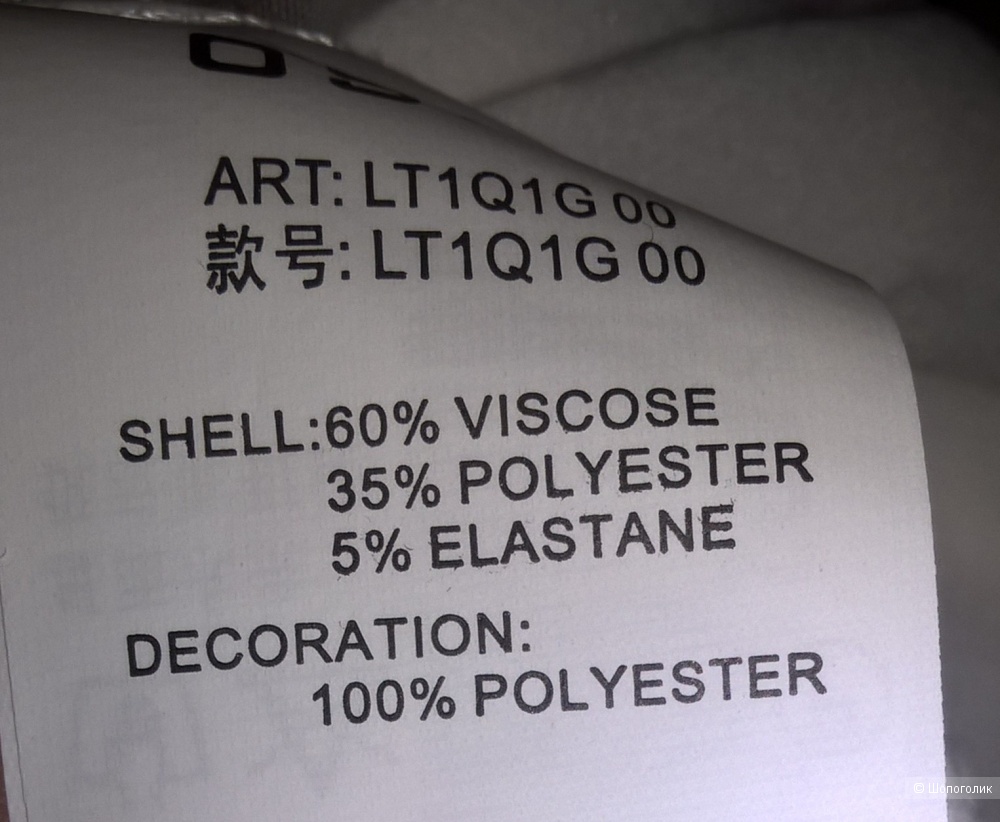 ART: LT1Q1G 00
款号: LT1Q1G 00
SHELL:60% VISCOSE
35% POLYESTER
5% ELASTANE
DECORATION:
100% POLYESTER
© Шопоголик